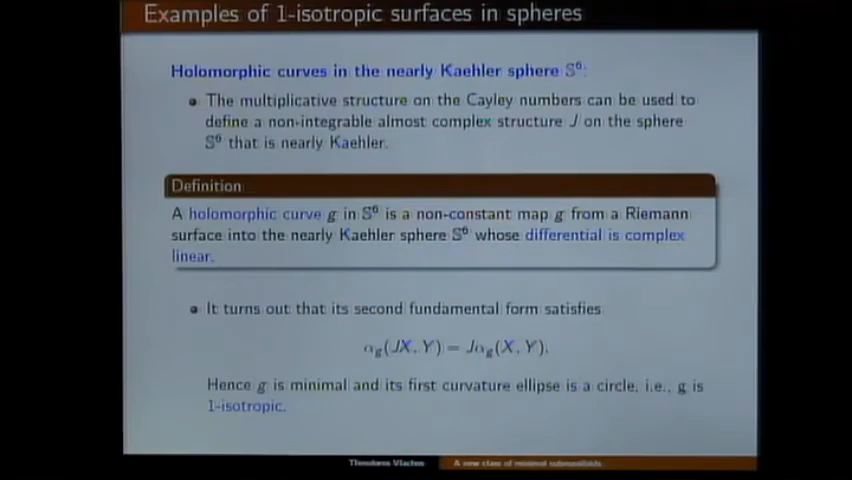 Examples of 1-isotropic surfaces in spheres
Holomorphic curves in the nearly Kaehler sphere 𝕊⁶:
• The multiplicative structure on the Cayley numbers can be used to
define a non-integrable almost complex structure J on the sphere
𝕊⁶ that is nearly Kaehler.
Definition
A holomorphic curve g in 𝕊⁶ is a non-constant map g from a Riemann
surface into the nearly Kaehler sphere 𝕊⁶ whose differential is complex
linear.
• It turns out that its second fundamental form satisfies
α_g(JX, Y) = Jα_g(X, Y).
Hence g is minimal and its first curvature ellipse is a circle, i.e., g is
1-isotropic.
Theodoros Vlachos A new class of minimal submanifolds